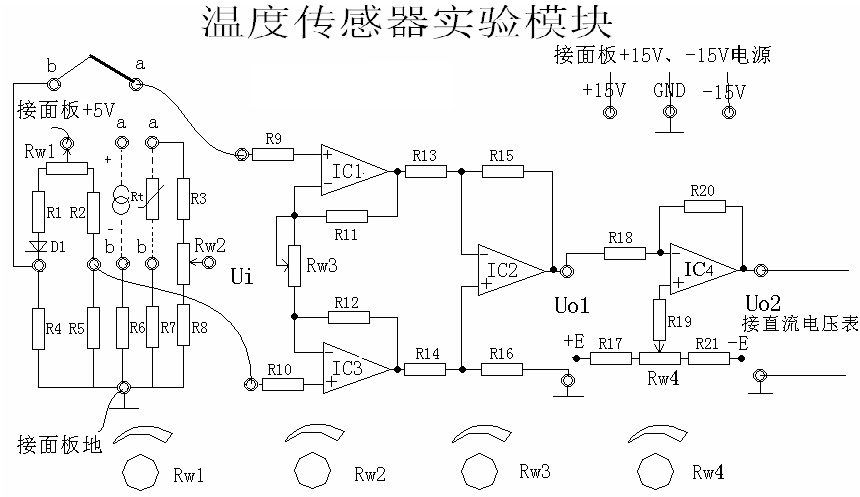 温度传感器实验模块
接面板+15V、-15V电源
+15V GND -15V
b a
接面板+5V
a a
Rw1
+ Rt R3
R1 R2
D1 - b b Rw2
Ui
R4 R5 R6 R7 R8
接面板地
R9
+ IC1 -
R13 R15
R11
Rw3
- IC2 +
R12
- IC3 +
R10
R14 R16
Uo1
R20
R18
- IC4 +
R19
Uo2
接直流电压表
+E R17 R21 -E
Rw4
Rw1 Rw2 Rw3 Rw4